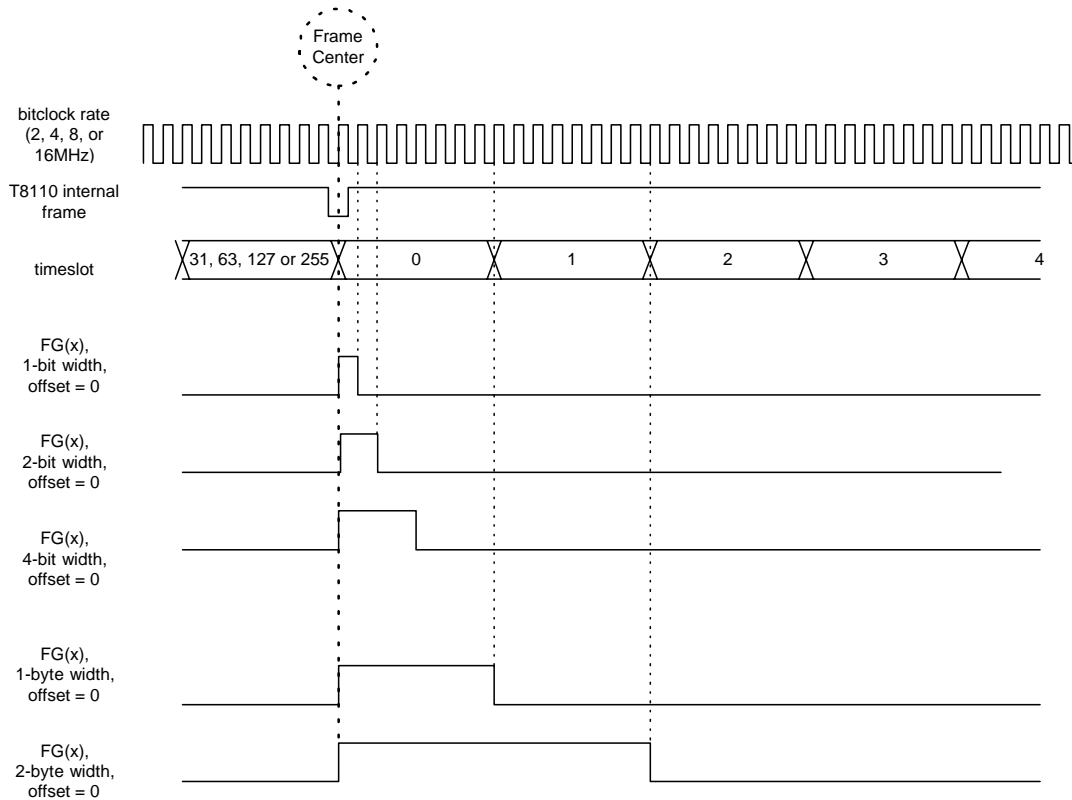 Frame
Center
bitclock rate
(2, 4, 8, or
16MHz)
T8110 internal
frame
timeslot
31, 63, 127 or 255
0
1
2
3
4
FG(x),
1-bit width,
offset = 0
FG(x),
2-bit width,
offset = 0
FG(x),
4-bit width,
offset = 0
FG(x),
1-byte width,
offset = 0
FG(x),
2-byte width,
offset = 0